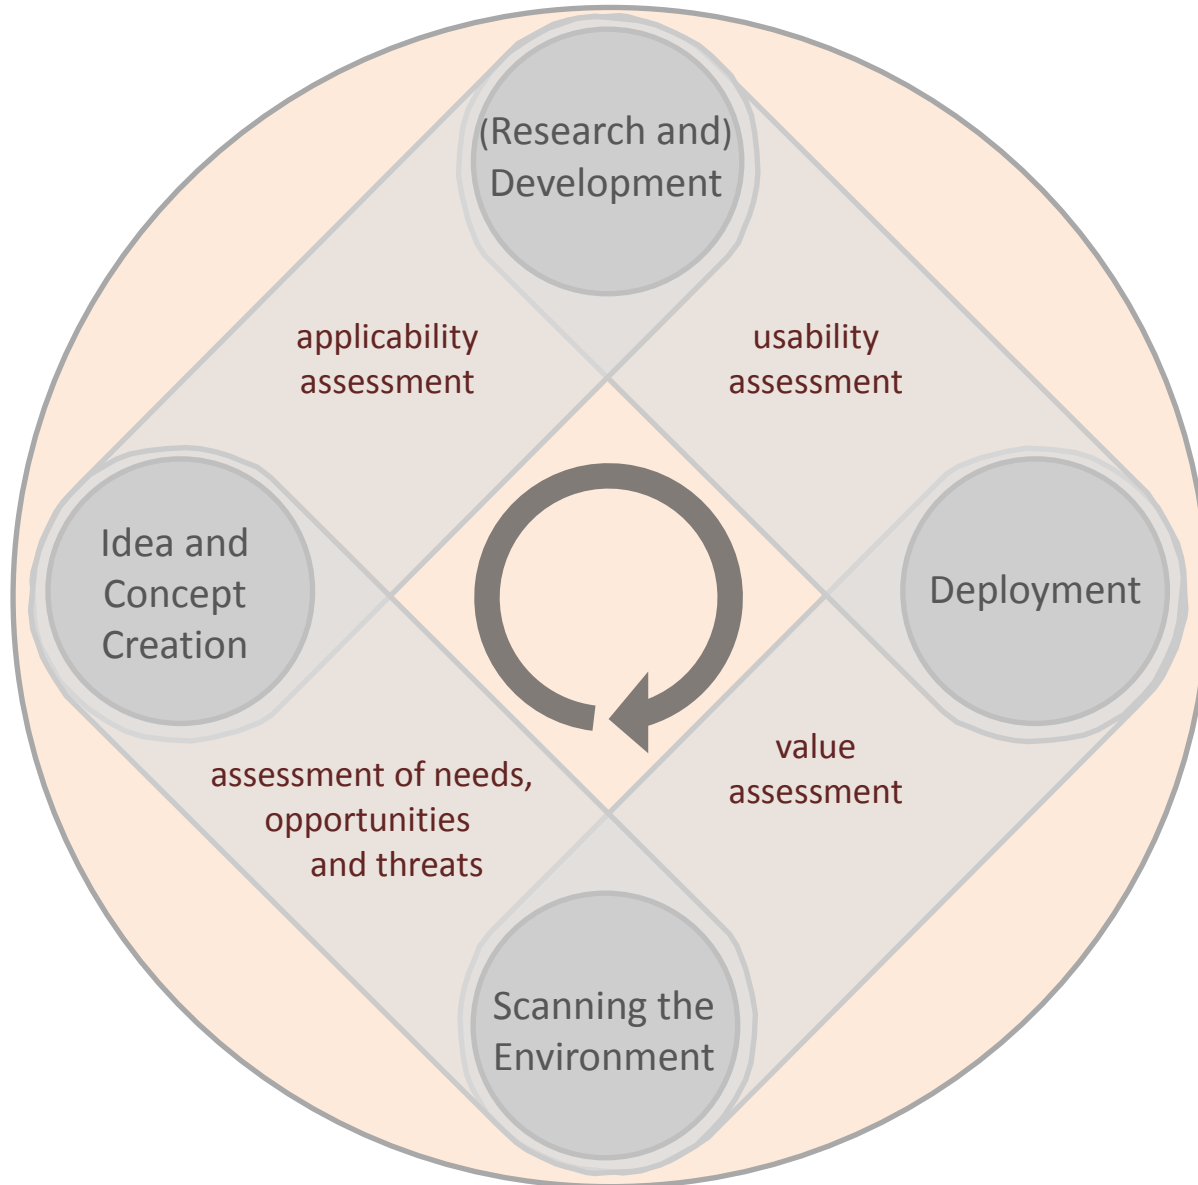 (Research and)
Development
applicability
assessment
usability
assessment
Idea and
Concept
Creation
Deployment
assessment of needs,
opportunities
and threats
value
assessment
Scanning the
Environment